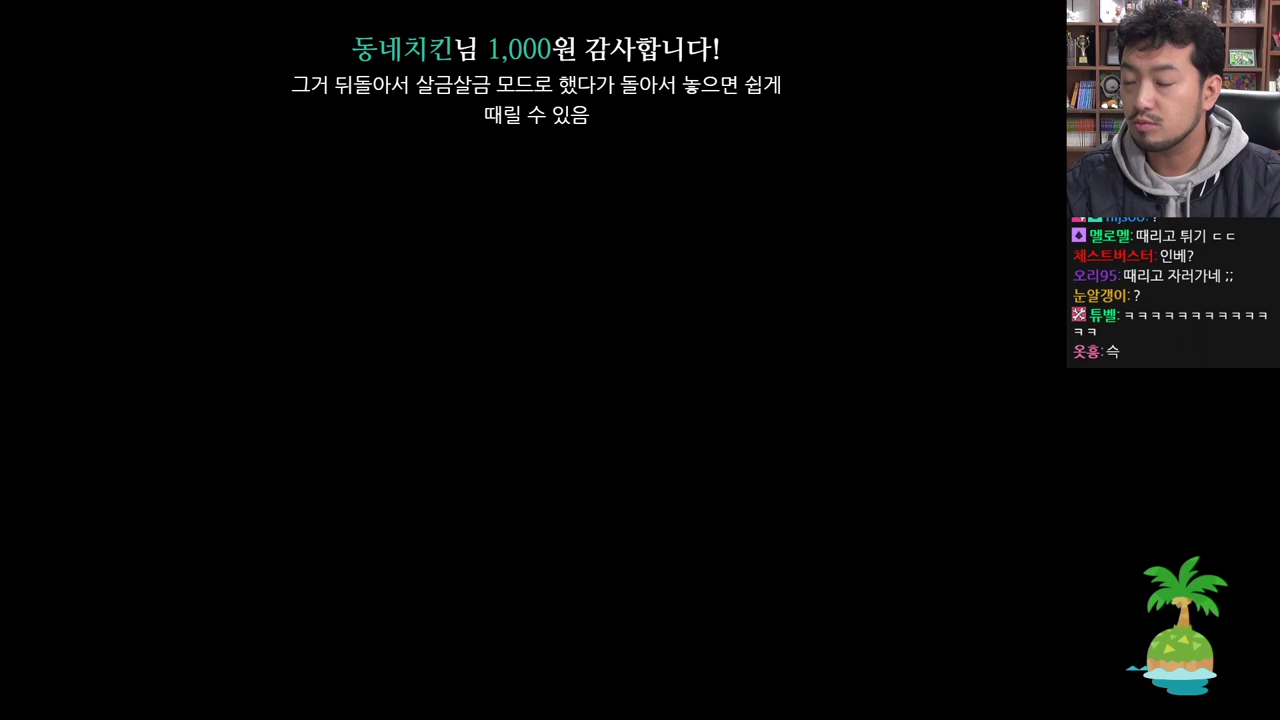 동네치킨님 1,000원 감사합니다!
그거 뒤돌아서 살금살금 모드로 했다가 돌아서 놓으면 쉽게
때릴 수 있음
멜로멜: 때리고 튀기 ㄷㄷ
체스트버스터: 인베?
오리95: 때리고 자러가네 ;;
눈알갱이: ?
튜벨: ㅋㅋㅋㅋㅋㅋㅋㅋㅋㅋㅋ
ㅋㅋ
옷흥: 슥